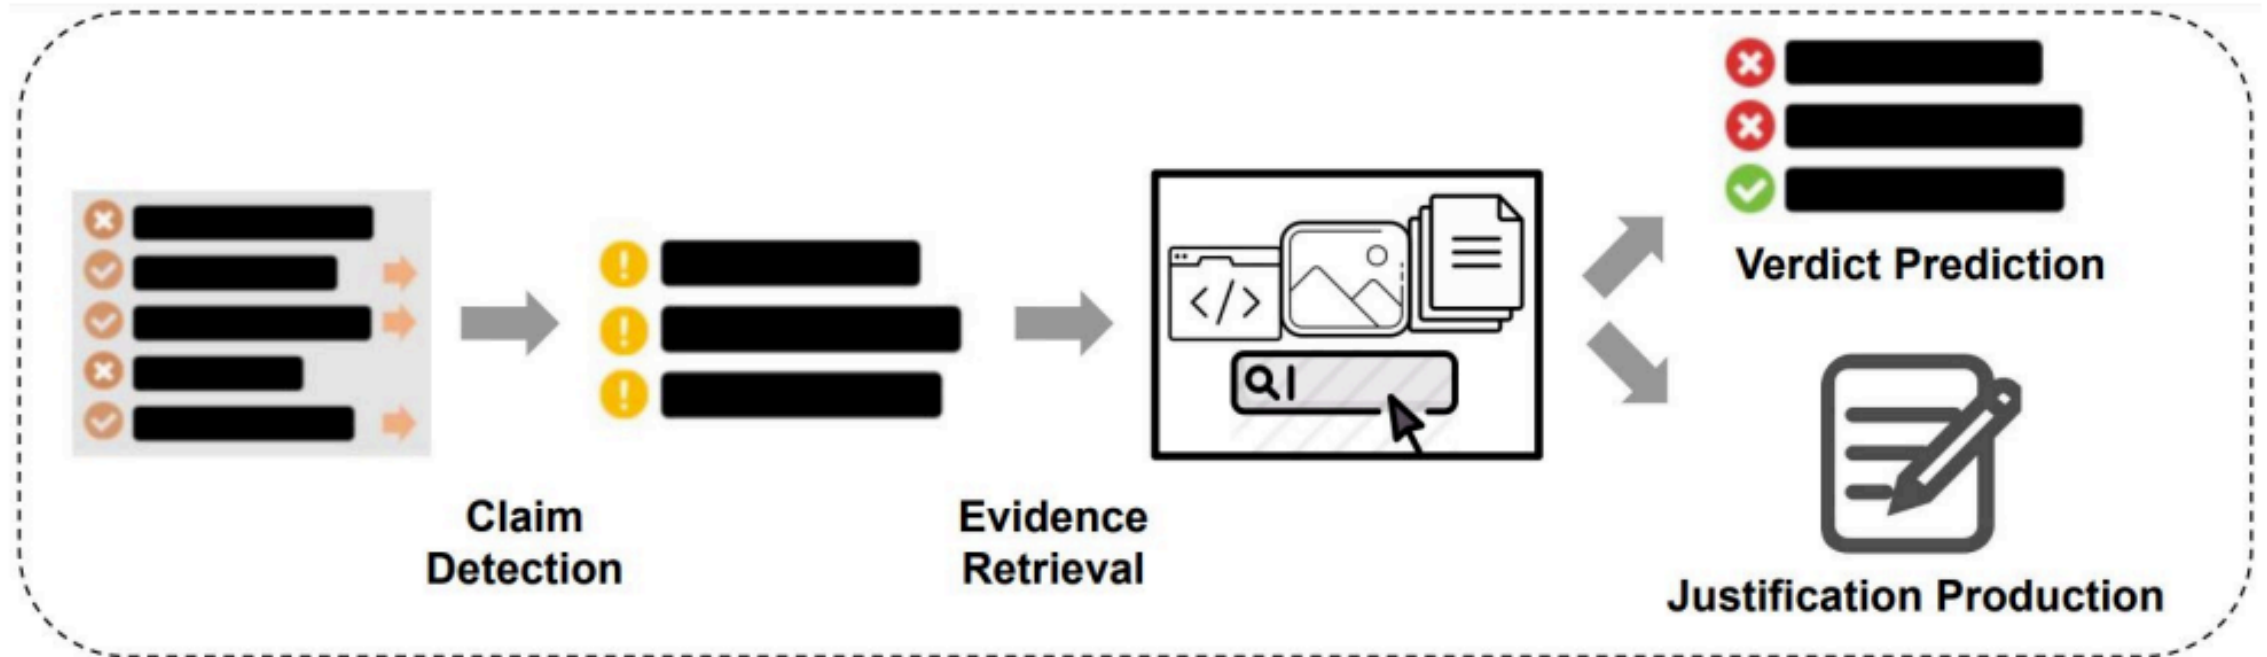 Claim
Detection
Evidence
Retrieval
Verdict Prediction
Justification Production